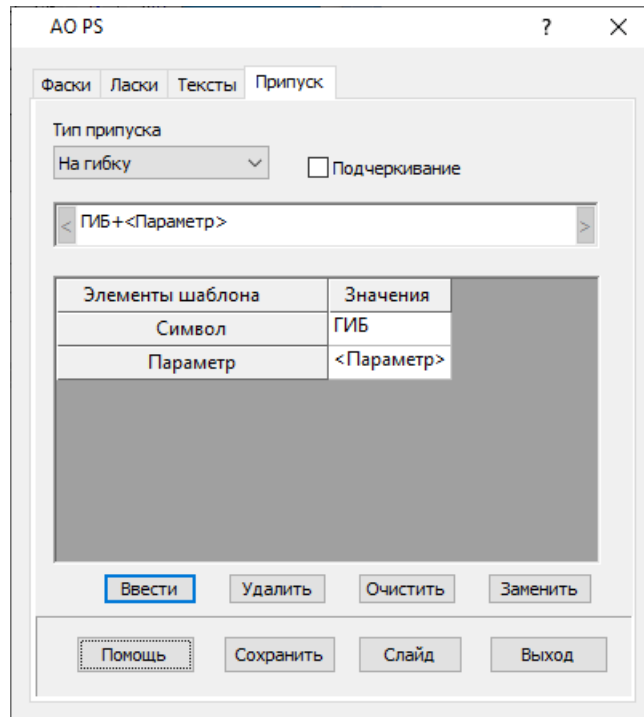 AO PS ? ×
Фаски Ласки Тексты Припуск
Тип припуска
На гибку Подчеркивание
< ГИБ+<Параметр> >
Элементы шаблона Значения
Символ ГИБ
Параметр <Параметр>
Ввести Удалить Очистить Заменить
Помощь Сохранить Слайд Выход